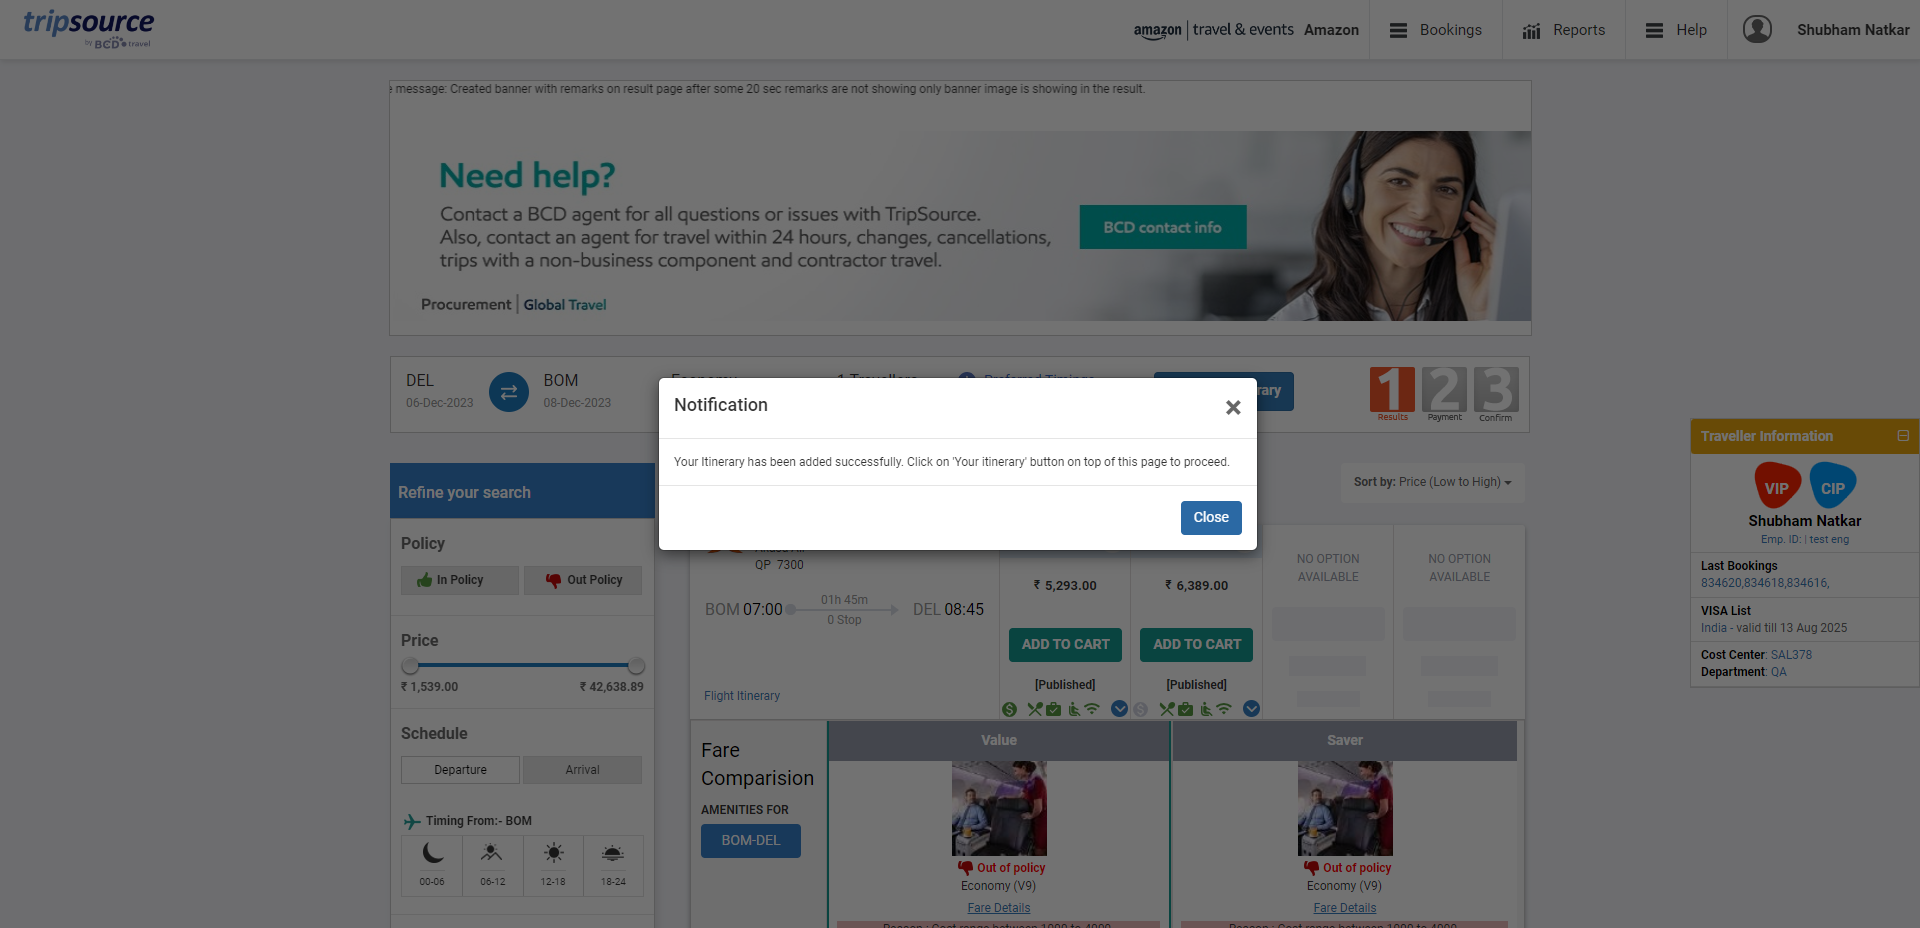 tripsource
by BCD travel
amazon | travel & events Amazon
Bookings
Reports
Help
Shubham Natkar
message: Created banner with remarks on result page after some 20 sec remarks are not showing only banner image is showing in the result.
Need help?
Contact a BCD agent for all questions or issues with TripSource.
Also, contact an agent for travel within 24 hours, changes, cancellations,
trips with a non-business component and contractor travel.
BCD contact info
Procurement | Global Travel
DEL
06-Dec-2023
BOM
08-Dec-2023
1 Results
2 Payment
3 Confirm
Notification
×
Your Itinerary has been added successfully. Click on 'Your itinerary' button on top of this page to proceed.
Close
Traveller Information
VIP CIP
Shubham Natkar
Emp. ID: | test eng
Last Bookings
834620,834618,834616,
VISA List
India - valid till 13 Aug 2025
Cost Center: SAL378
Department: QA
Refine your search
Policy
In Policy
Out Policy
Price
₹ 1,539.00
₹ 42,638.89
Schedule
Departure
Arrival
Timing From:- BOM
00-06
06-12
12-18
18-24
Sort by: Price (Low to High)
QP 7300
BOM 07:00
01h 45m
0 Stop
DEL 08:45
Flight Itinerary
₹ 5,293.00
ADD TO CART
[Published]
₹ 6,389.00
ADD TO CART
[Published]
NO OPTION
AVAILABLE
NO OPTION
AVAILABLE
Fare
Comparision
AMENITIES FOR
BOM-DEL
Value
Out of policy
Economy (V9)
Fare Details
Saver
Out of policy
Economy (V9)
Fare Details